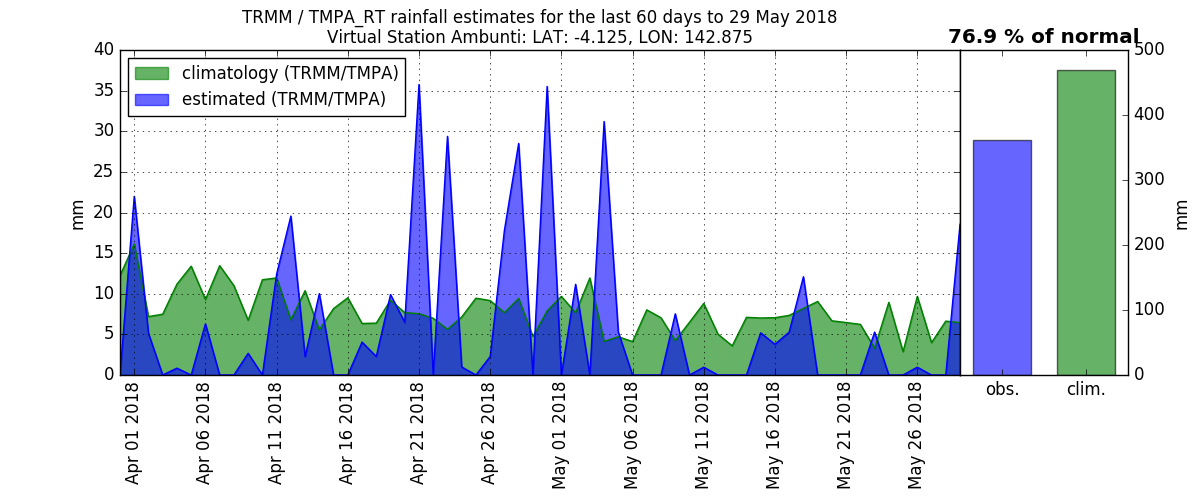 TRMM / TMPA_RT rainfall estimates for the last 60 days to 29 May 2018
Virtual Station Ambunti: LAT: -4.125, LON: 142.875
76.9 % of normal
climatology (TRMM/TMPA)
estimated (TRMM/TMPA)
40
35
30
25
20
15
10
5
0
mm
500
400
300
200
100
0
mm
Apr 01 2018
Apr 06 2018
Apr 11 2018
Apr 16 2018
Apr 21 2018
Apr 26 2018
May 01 2018
May 06 2018
May 11 2018
May 16 2018
May 21 2018
May 26 2018
obs.
clim.